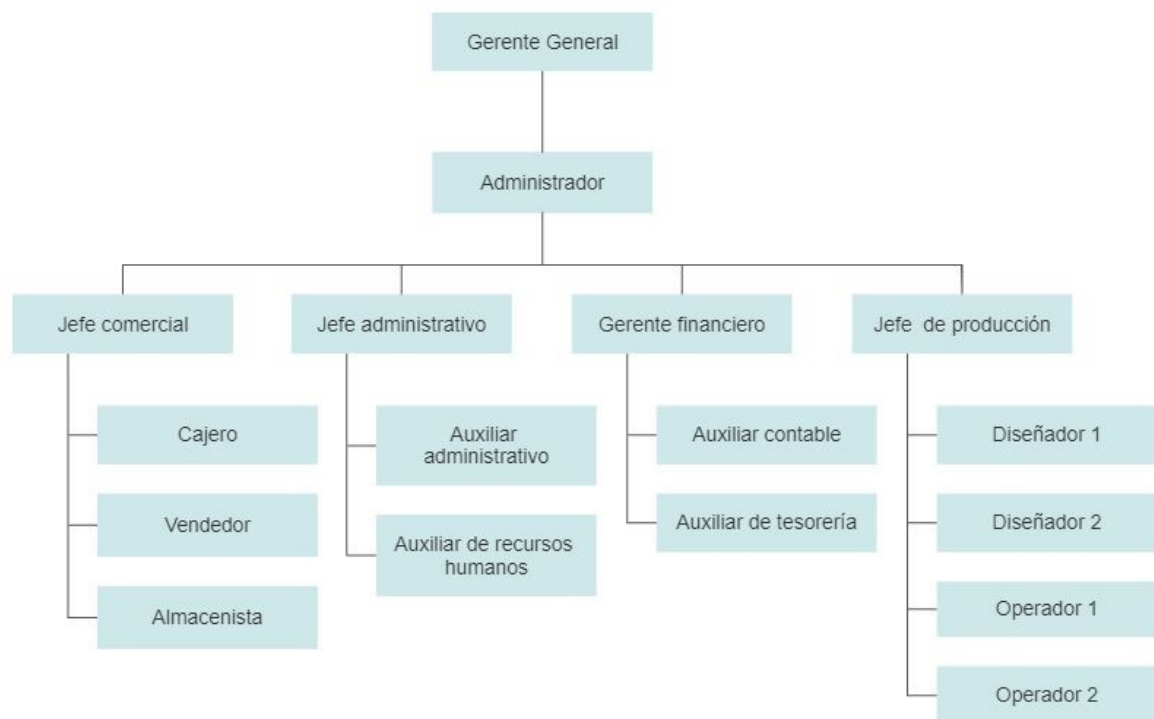 Gerente General
Administrador
Jefe comercial
Jefe administrativo
Gerente financiero
Jefe de producción
Cajero
Vendedor
Almacenista
Auxiliar
administrativo
Auxiliar de recursos
humanos
Auxiliar contable
Auxiliar de tesorería
Diseñador 1
Diseñador 2
Operador 1
Operador 2